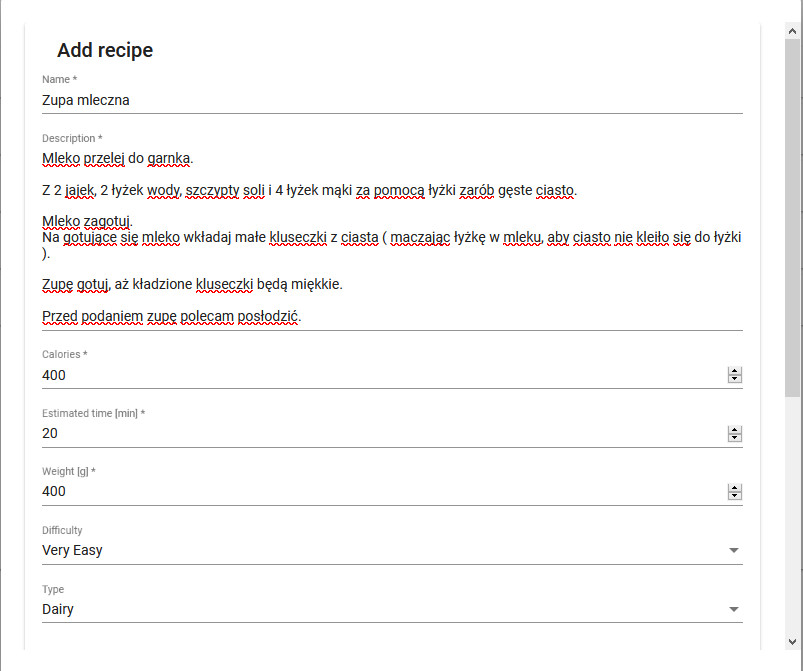 Add recipe
Name *
Zupa mleczna
Description *
Mleko przelej do garnka.
Z 2 jajek, 2 łyżek wody, szczypty soli i 4 łyżek mąki za pomocą łyżki zarób gęste ciasto.
Mleko zagotuj.
Na gotujące się mleko wkładaj małe kluseczki z ciasta ( maczając łyżkę w mleku, aby ciasto nie kleiło się do łyżki
).
Zupę gotuj, aż kładzione kluseczki będą miękkie.
Przed podaniem zupę polecam posłodzić.
Calories *
400
Estimated time [min] *
20
Weight [g] *
400
Difficulty
Very Easy
Type
Dairy